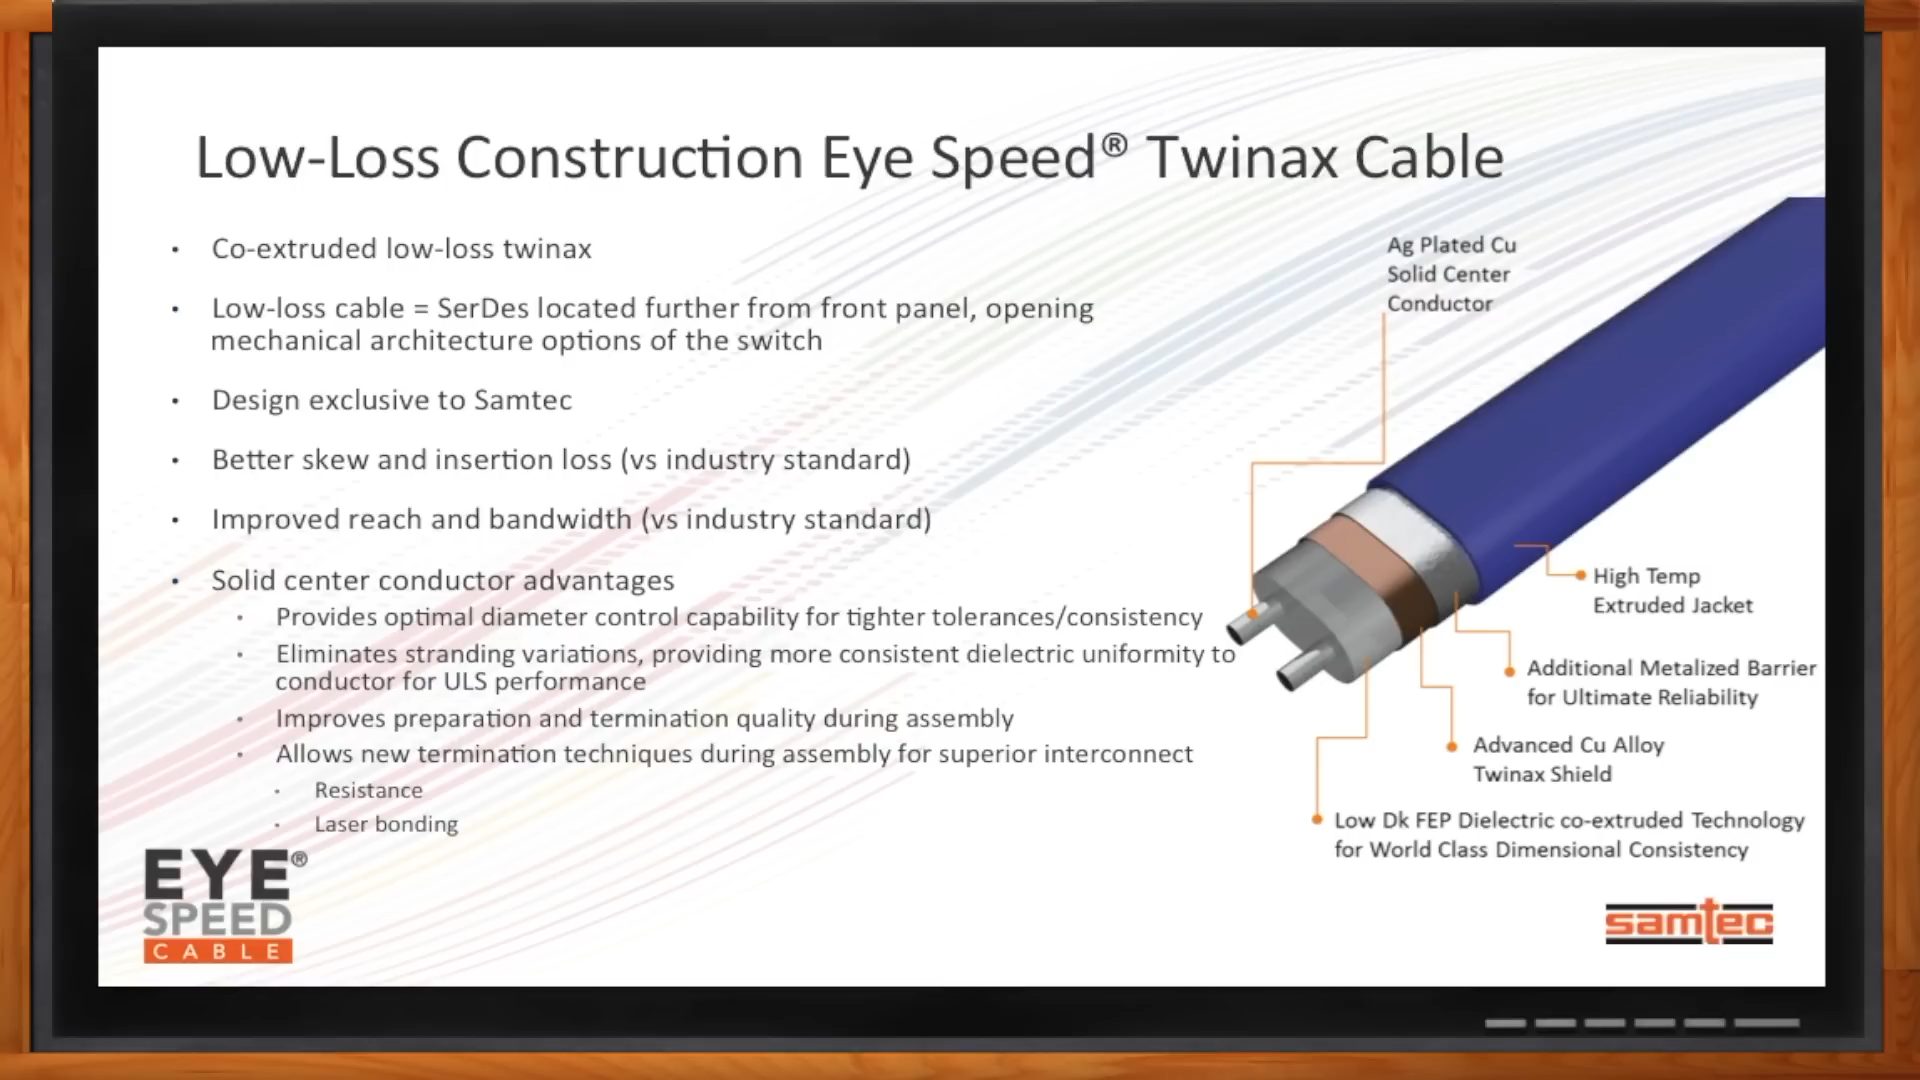 Low-Loss Construction Eye Speed® Twinax Cable
• Co-extruded low-loss twinax
• Low-loss cable = SerDes located further from front panel, opening
mechanical architecture options of the switch
• Design exclusive to Samtec
• Better skew and insertion loss (vs industry standard)
• Improved reach and bandwidth (vs industry standard)
• Solid center conductor advantages
• Provides optimal diameter control capability for tighter tolerances/consistency
• Eliminates stranding variations, providing more consistent dielectric uniformity to
conductor for ULS performance
• Improves preparation and termination quality during assembly
• Allows new termination techniques during assembly for superior interconnect
• Resistance
• Laser bonding
Ag Plated Cu
Solid Center
Conductor
High Temp
Extruded Jacket
Additional Metalized Barrier
for Ultimate Reliability
Advanced Cu Alloy
Twinax Shield
Low Dk FEP Dielectric co-extruded Technology
for World Class Dimensional Consistency
EYE®
SPEED
CABLE
samtec